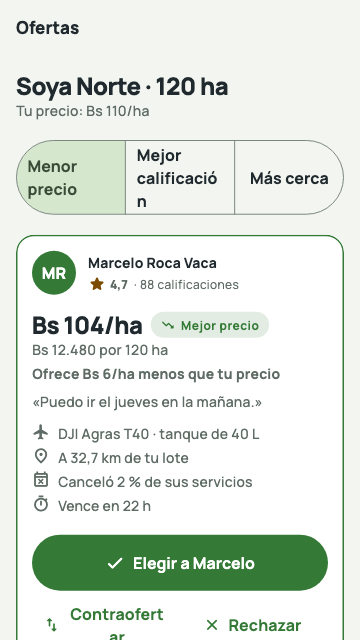 Ofertas
Soya Norte · 120 ha
Tu precio: Bs 110/ha
Menor
precio
Mejor
calificació
n
Más cerca
MR
Marcelo Roca Vaca
4,7 · 88 calificaciones
Bs 104/ha
Mejor precio
Bs 12.480 por 120 ha
Ofrece Bs 6/ha menos que tu precio
«Puedo ir el jueves en la mañana.»
DJI Agras T40 · tanque de 40 L
A 32,7 km de tu lote
Canceló 2 % de sus servicios
Vence en 22 h
Elegir a Marcelo
Contraofert
ar
Rechazar